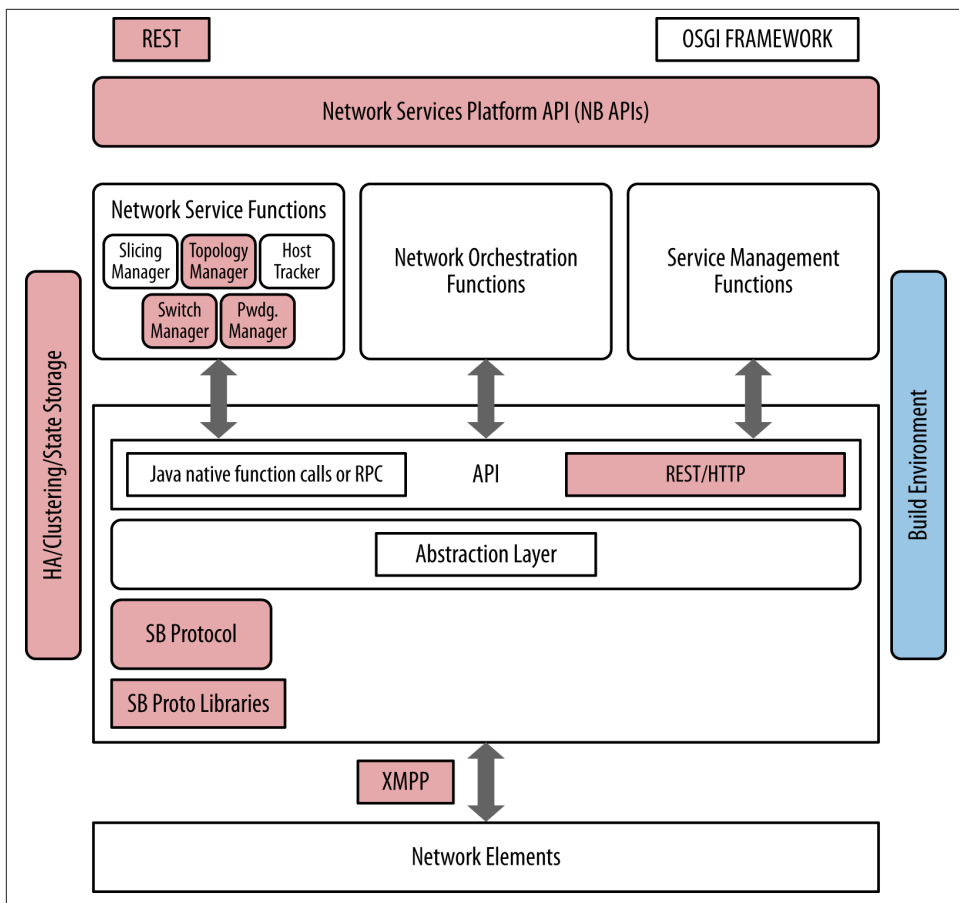 REST
OSGI FRAMEWORK
Network Services Platform API (NB APIs)
Network Service Functions
Slicing
Manager
Topology
Manager
Host
Tracker
Switch
Manager
Pwdg.
Manager
Network Orchestration
Functions
Service Management
Functions
HA/Clustering/State Storage
Build Environment
Java native function calls or RPC
API
REST/HTTP
Abstraction Layer
SB Protocol
SB Proto Libraries
XMPP
Network Elements